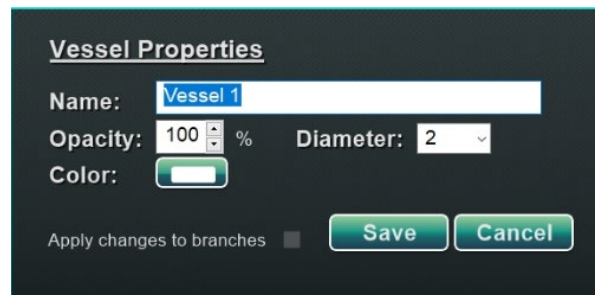 Vessel Properties
Name: Vessel 1
Opacity: 100 % Diameter: 2
Color:
Apply changes to branches Save Cancel